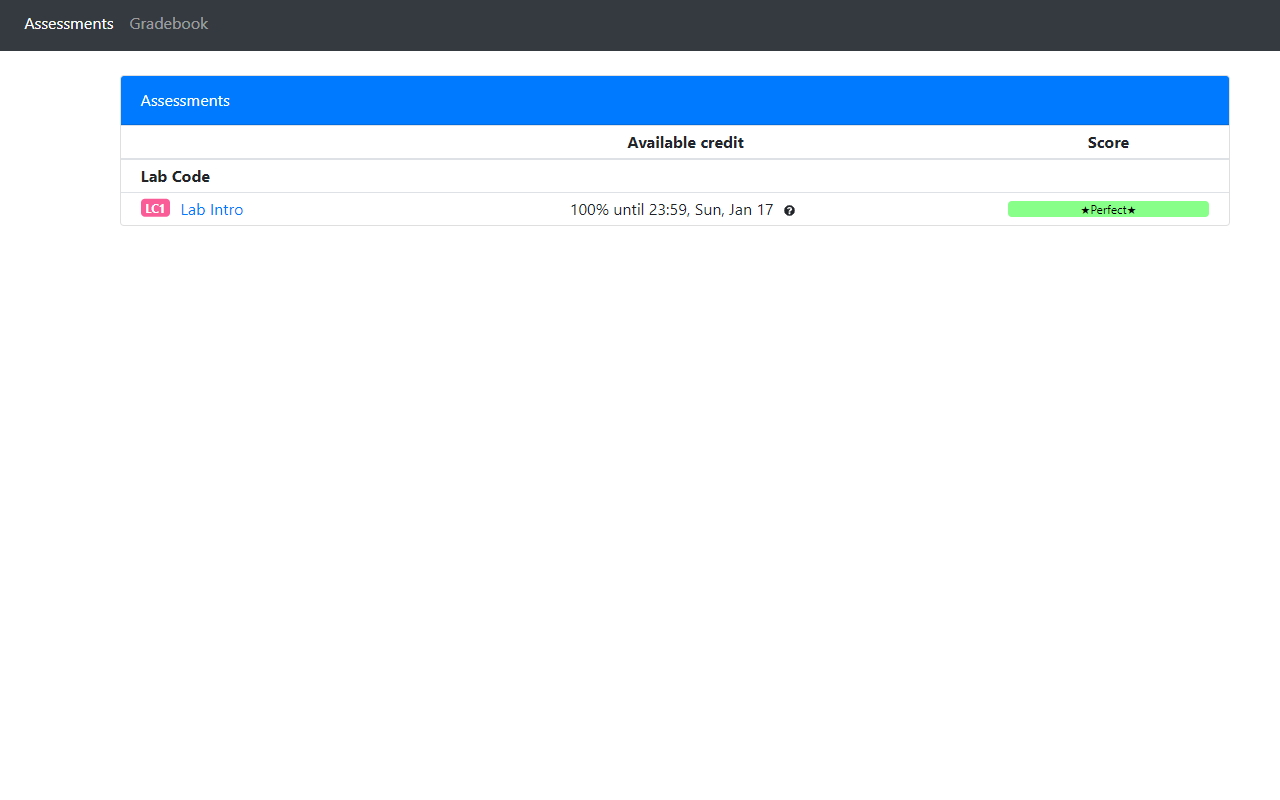 Assessments Gradebook
Assessments
Available credit Score
Lab Code
LC1 Lab Intro 100% until 23:59, Sun, Jan 17 ? ★Perfect★